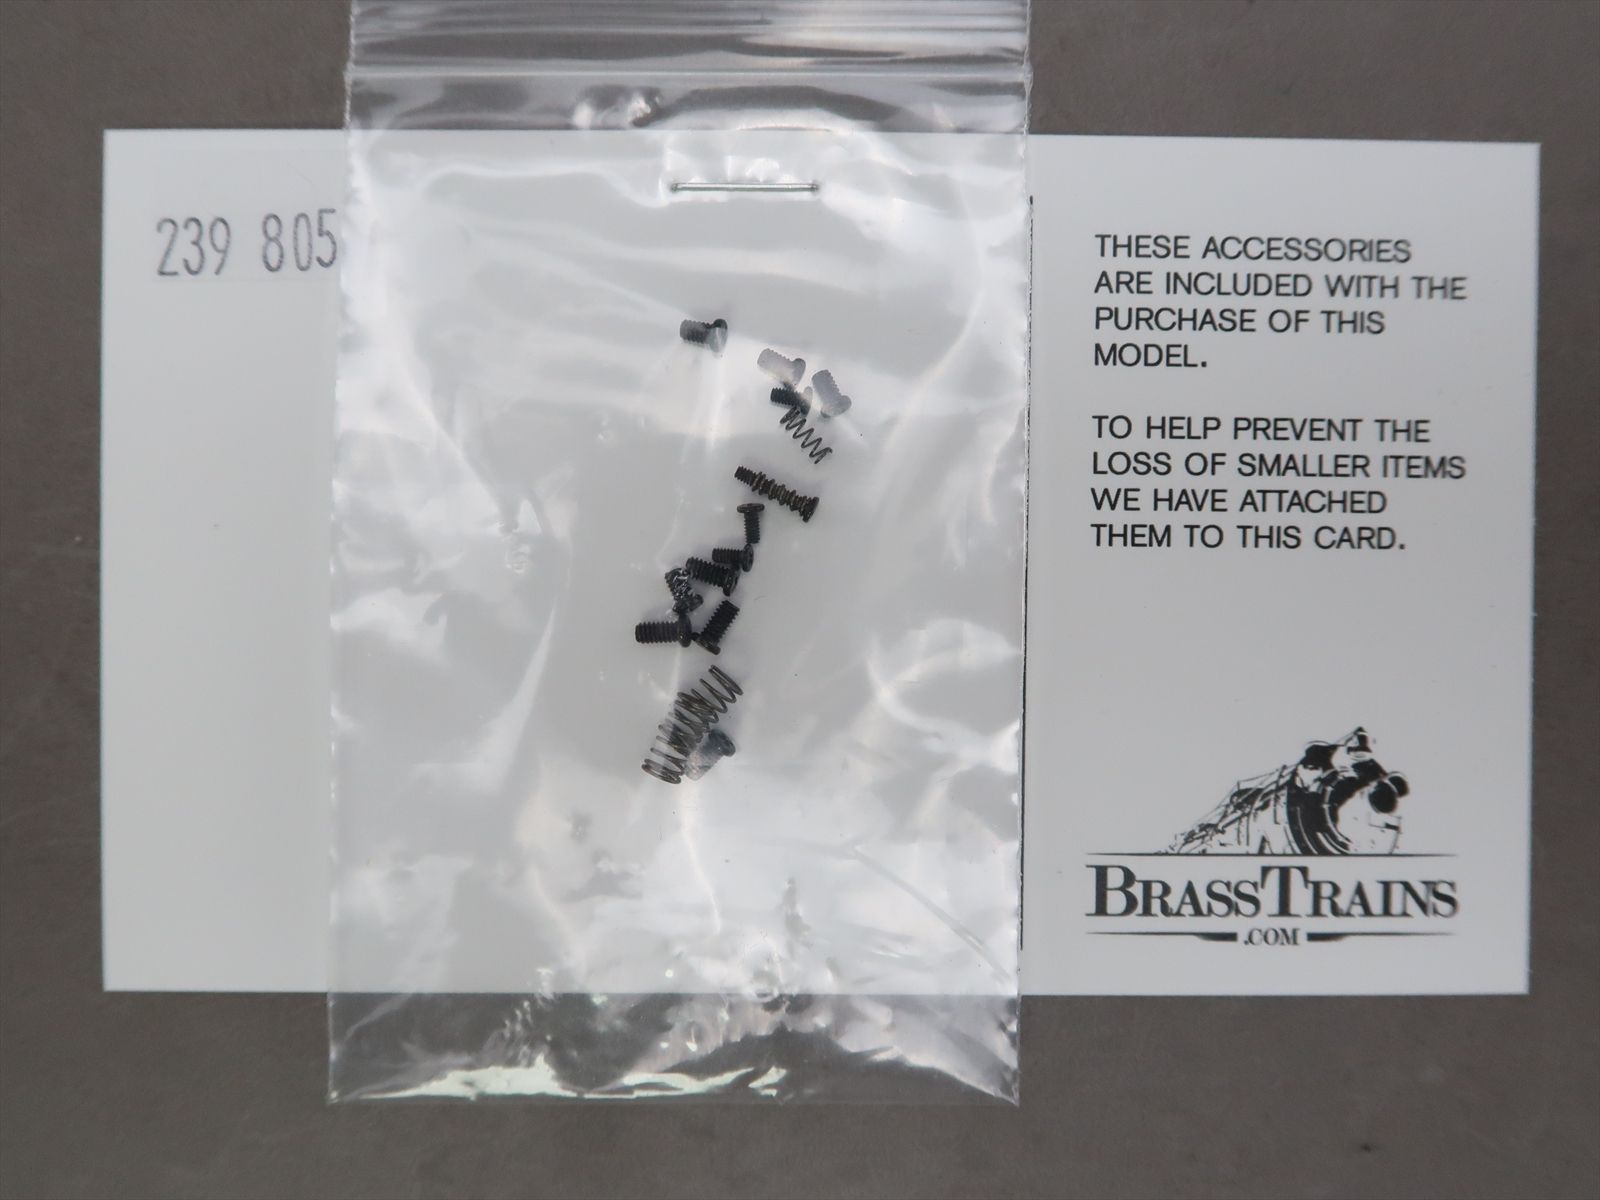 239 805
THESE ACCESSORIES
ARE INCLUDED WITH THE
PURCHASE OF THIS
MODEL.
TO HELP PREVENT THE
LOSS OF SMALLER ITEMS
WE HAVE ATTACHED
THEM TO THIS CARD.
BRASSTRAINS
.COM